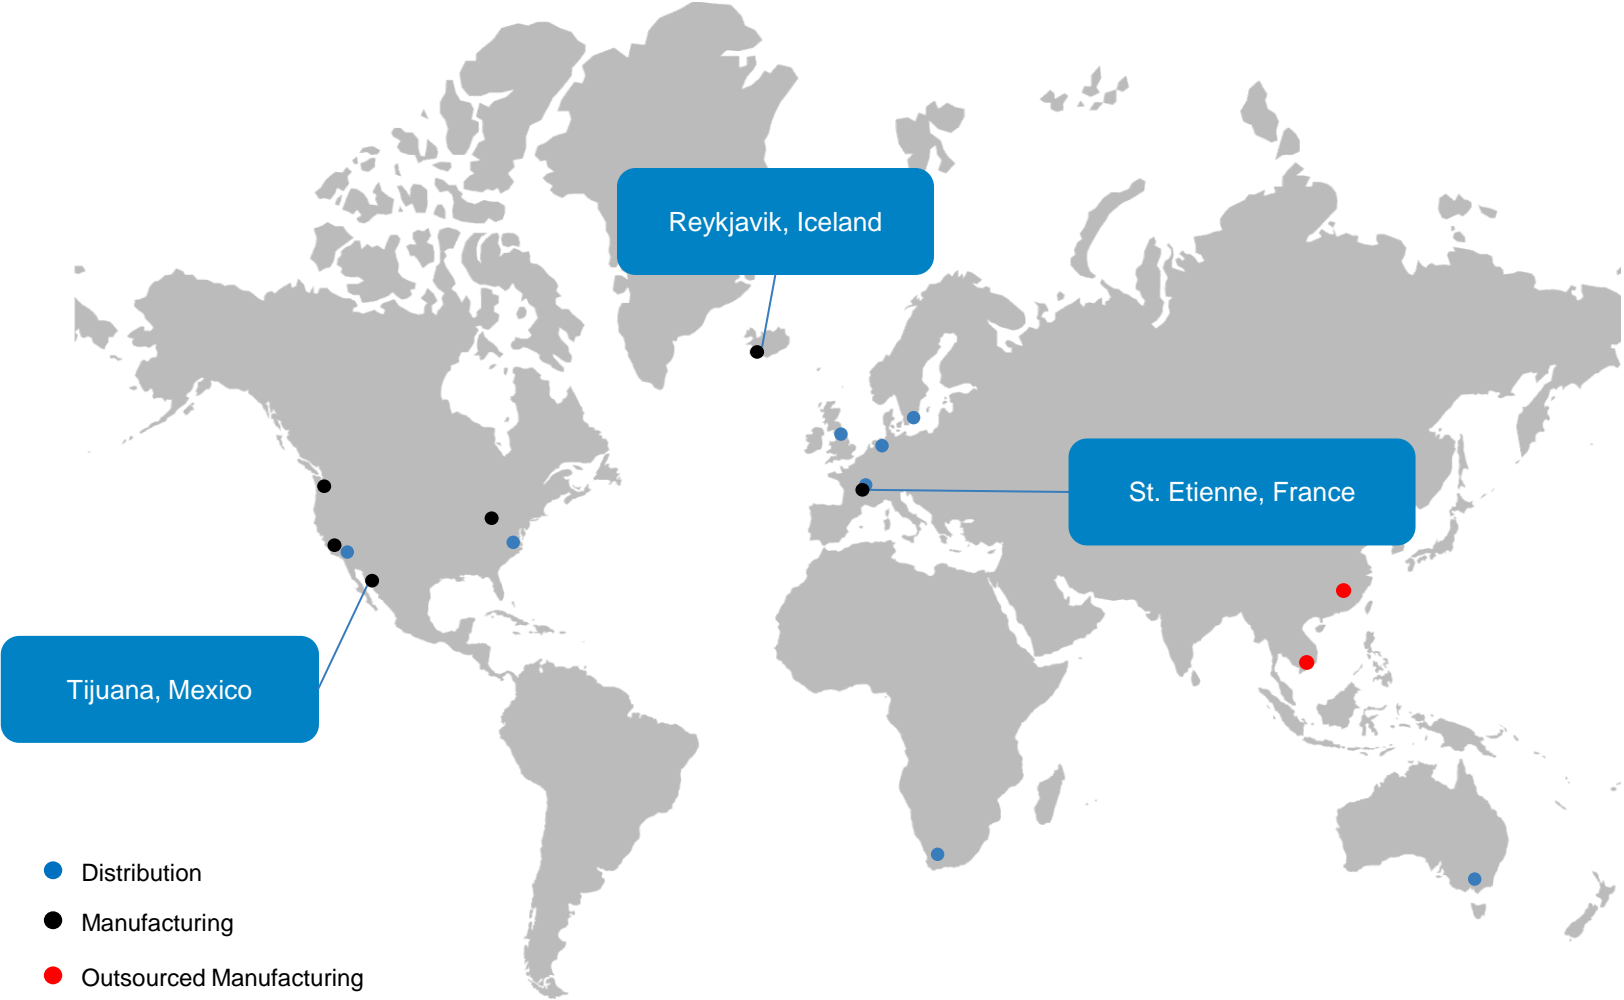 Reykjavik, Iceland
St. Etienne, France
Tijuana, Mexico
Distribution
Manufacturing
Outsourced Manufacturing